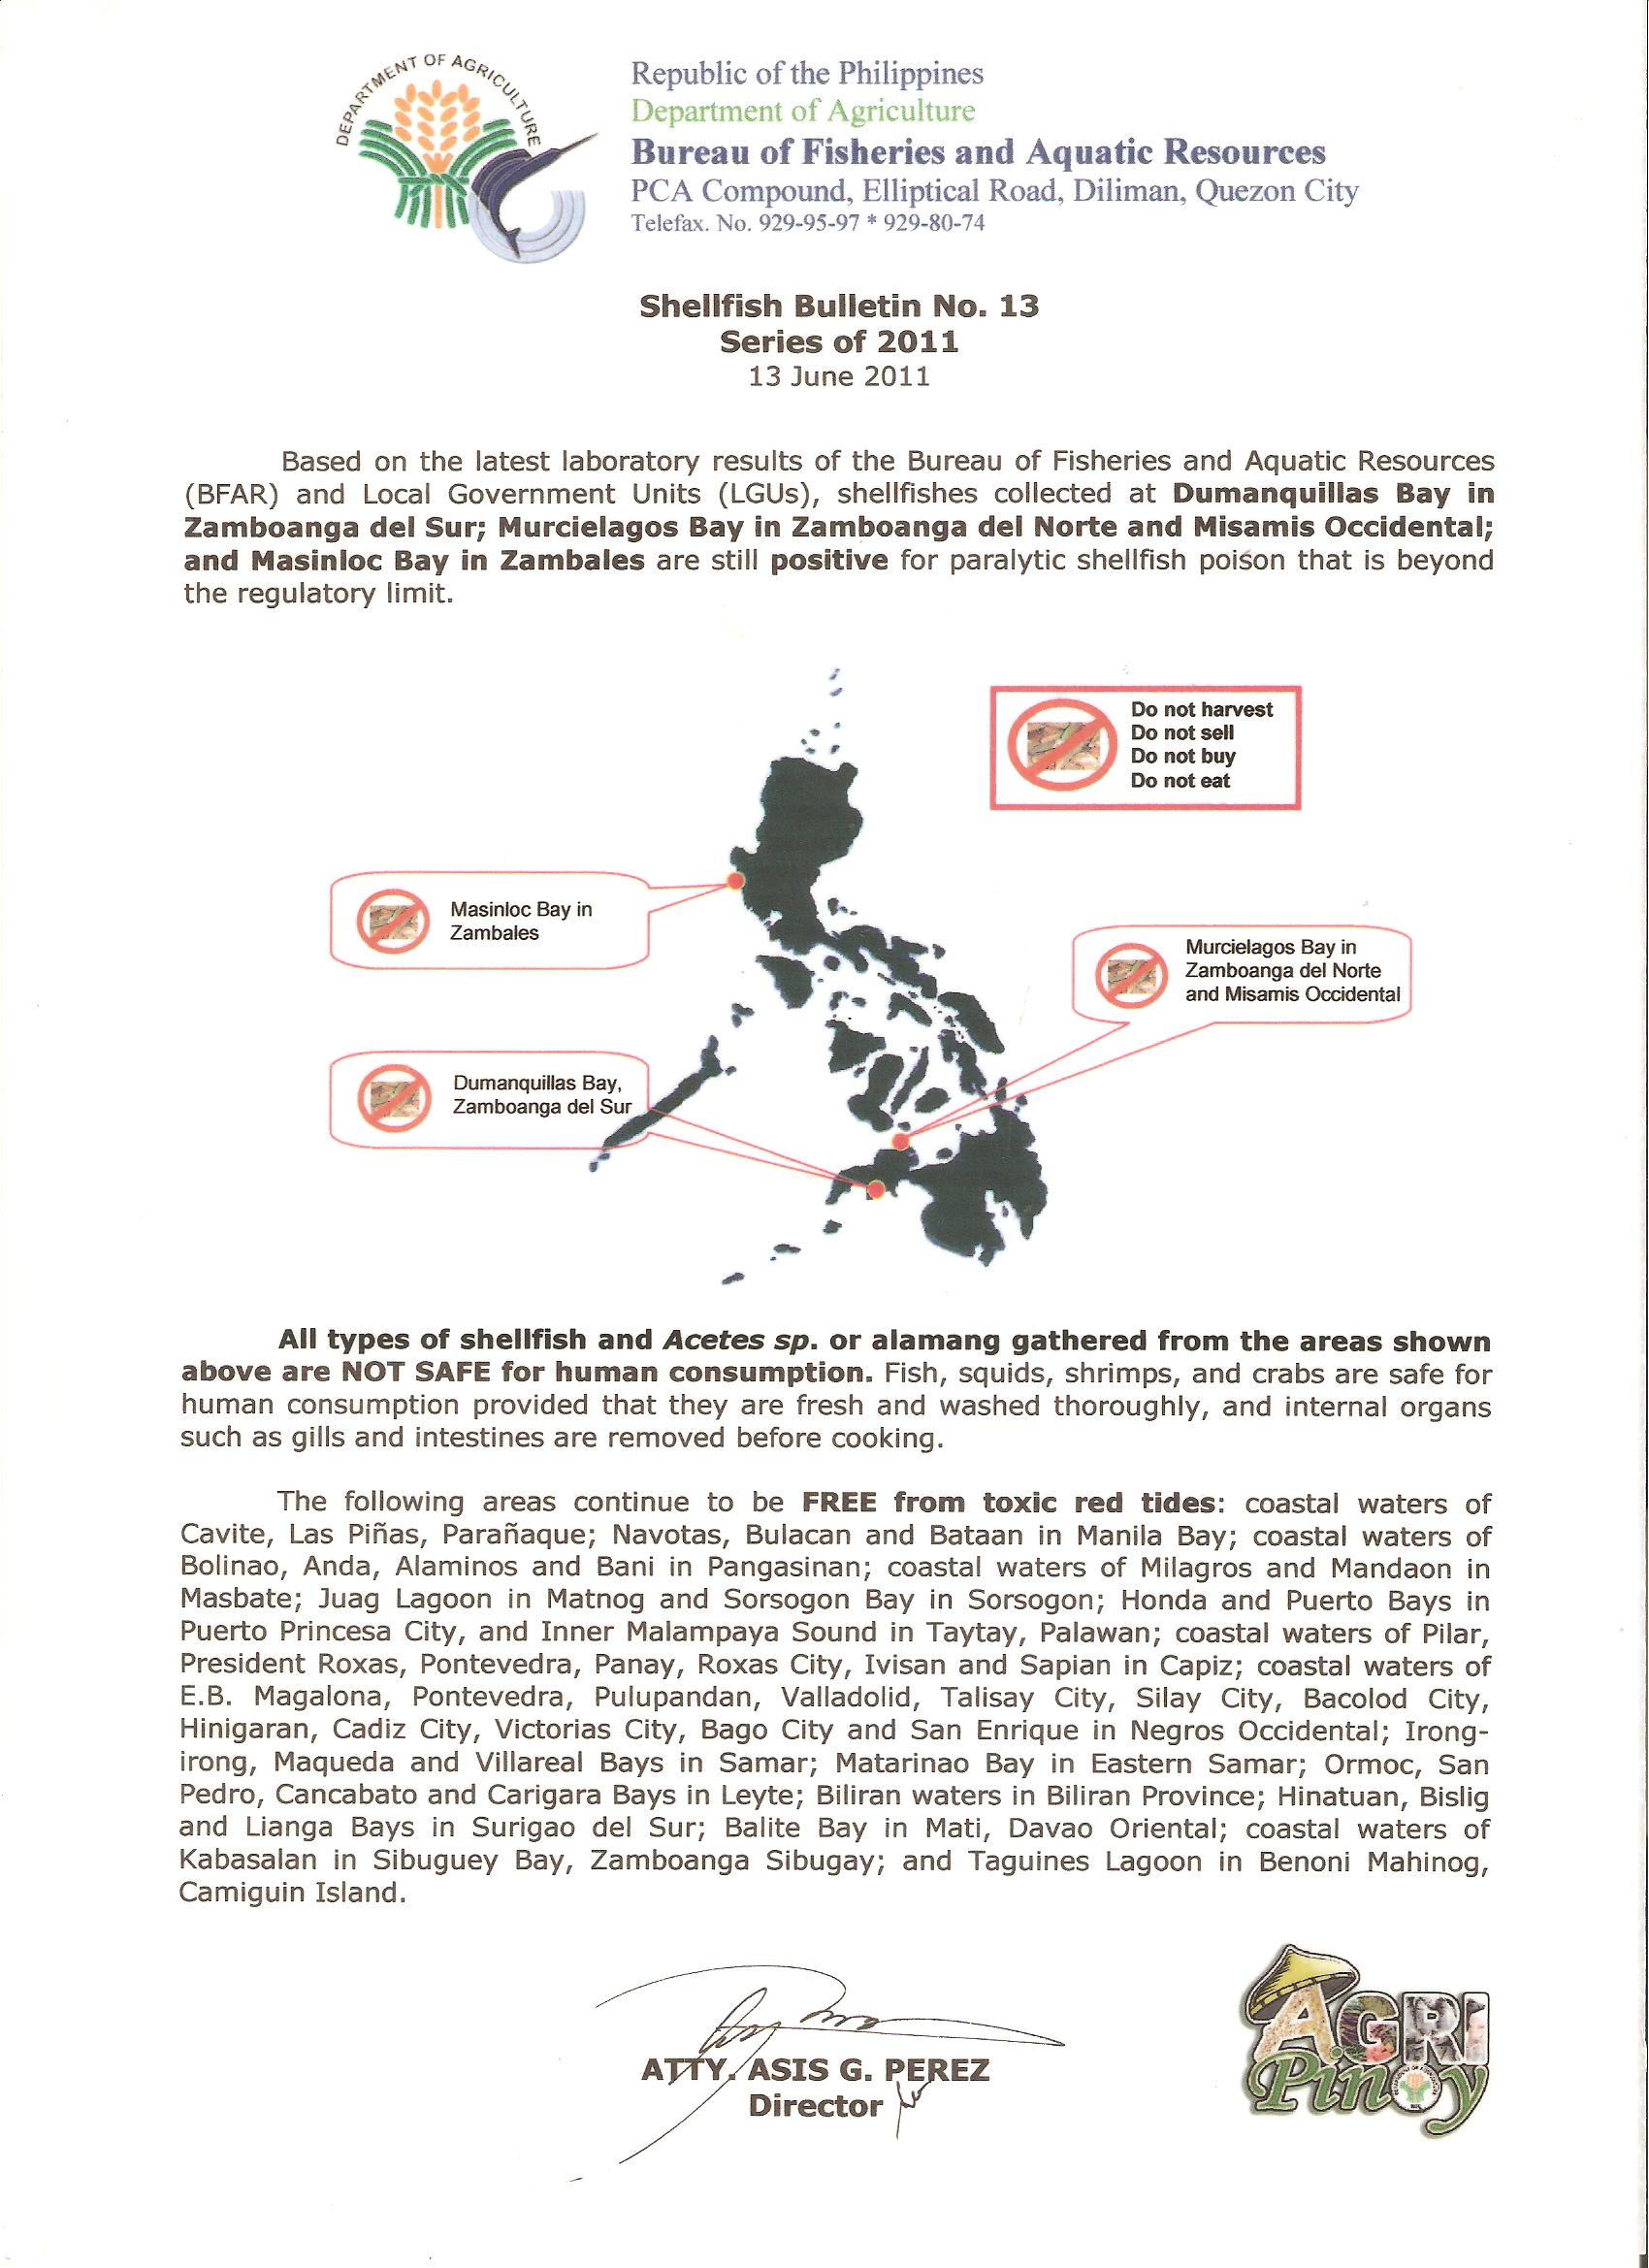 DEPARTMENT OF AGRICULTURE
Republic of the Philippines
Department of Agriculture
Bureau of Fisheries and Aquatic Resources
PCA Compound, Elliptical Road, Diliman, Quezon City
Telefax. No. 929-95-97 * 929-80-74
Shellfish Bulletin No. 13
Series of 2011
13 June 2011
Based on the latest laboratory results of the Bureau of Fisheries and Aquatic Resources
(BFAR) and Local Government Units (LGUs), shellfishes collected at Dumanquillas Bay in
Zamboanga del Sur; Murcielagos Bay in Zamboanga del Norte and Misamis Occidental;
and Masinloc Bay in Zambales are still positive for paralytic shellfish poison that is beyond
the regulatory limit.
Do not harvest
Do not sell
Do not buy
Do not eat
Masinloc Bay in
Zambales
Murcielagos Bay in
Zamboanga del Norte
and Misamis Occidental
Dumanquillas Bay,
Zamboanga del Sur
All types of shellfish and Acetes sp. or alamang gathered from the areas shown
above are NOT SAFE for human consumption. Fish, squids, shrimps, and crabs are safe for
human consumption provided that they are fresh and washed thoroughly, and internal organs
such as gills and intestines are removed before cooking.
The following areas continue to be FREE from toxic red tides: coastal waters of
Cavite, Las Piñas, Parañaque; Navotas, Bulacan and Bataan in Manila Bay; coastal waters of
Bolinao, Anda, Alaminos and Bani in Pangasinan; coastal waters of Milagros and Mandaon in
Masbate; Juag Lagoon in Matnog and Sorsogon Bay in Sorsogon; Honda and Puerto Bays in
Puerto Princesa City, and Inner Malampaya Sound in Taytay, Palawan; coastal waters of Pilar,
President Roxas, Pontevedra, Panay, Roxas City, Ivisan and Sapian in Capiz; coastal waters of
E.B. Magalona, Pontevedra, Pulupandan, Valladolid, Talisay City, Silay City, Bacolod City,
Hinigaran, Cadiz City, Victorias City, Bago City and San Enrique in Negros Occidental; Irong-
irong, Maqueda and Villareal Bays in Samar; Matarinao Bay in Eastern Samar; Ormoc, San
Pedro, Cancabato and Carigara Bays in Leyte; Biliran waters in Biliran Province; Hinatuan, Bislig
and Lianga Bays in Surigao del Sur; Balite Bay in Mati, Davao Oriental; coastal waters of
Kabasalan in Sibuguey Bay, Zamboanga Sibugay; and Taguines Lagoon in Benoni Mahinog,
Camiguin Island.
ATTY. ASIS G. PEREZ
Director
AGRI
Pinoy